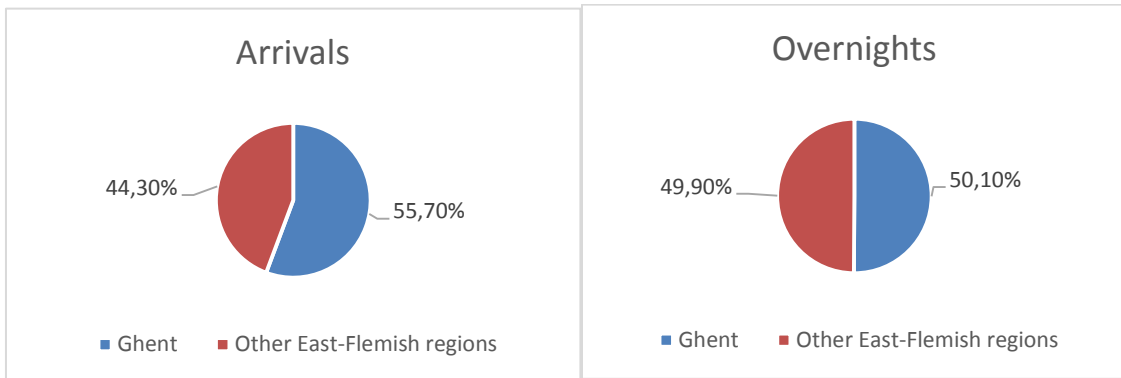 Arrivals
44,30%
55,70%
Ghent
Other East-Flemish regions
Overnights
49,90%
50,10%
Ghent
Other East-Flemish regions